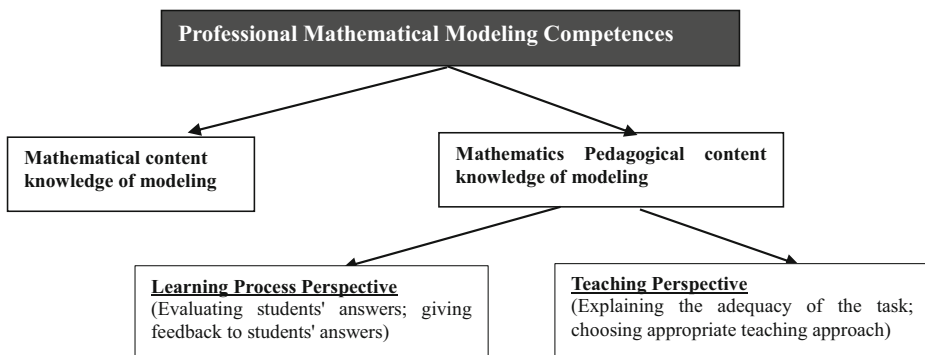 Professional Mathematical Modeling Competences
Mathematical content
knowledge of modeling
Mathematics Pedagogical content
knowledge of modeling
Learning Process Perspective
(Evaluating students' answers; giving
feedback to students' answers)
Teaching Perspective
(Explaining the adequacy of the task;
choosing appropriate teaching approach)